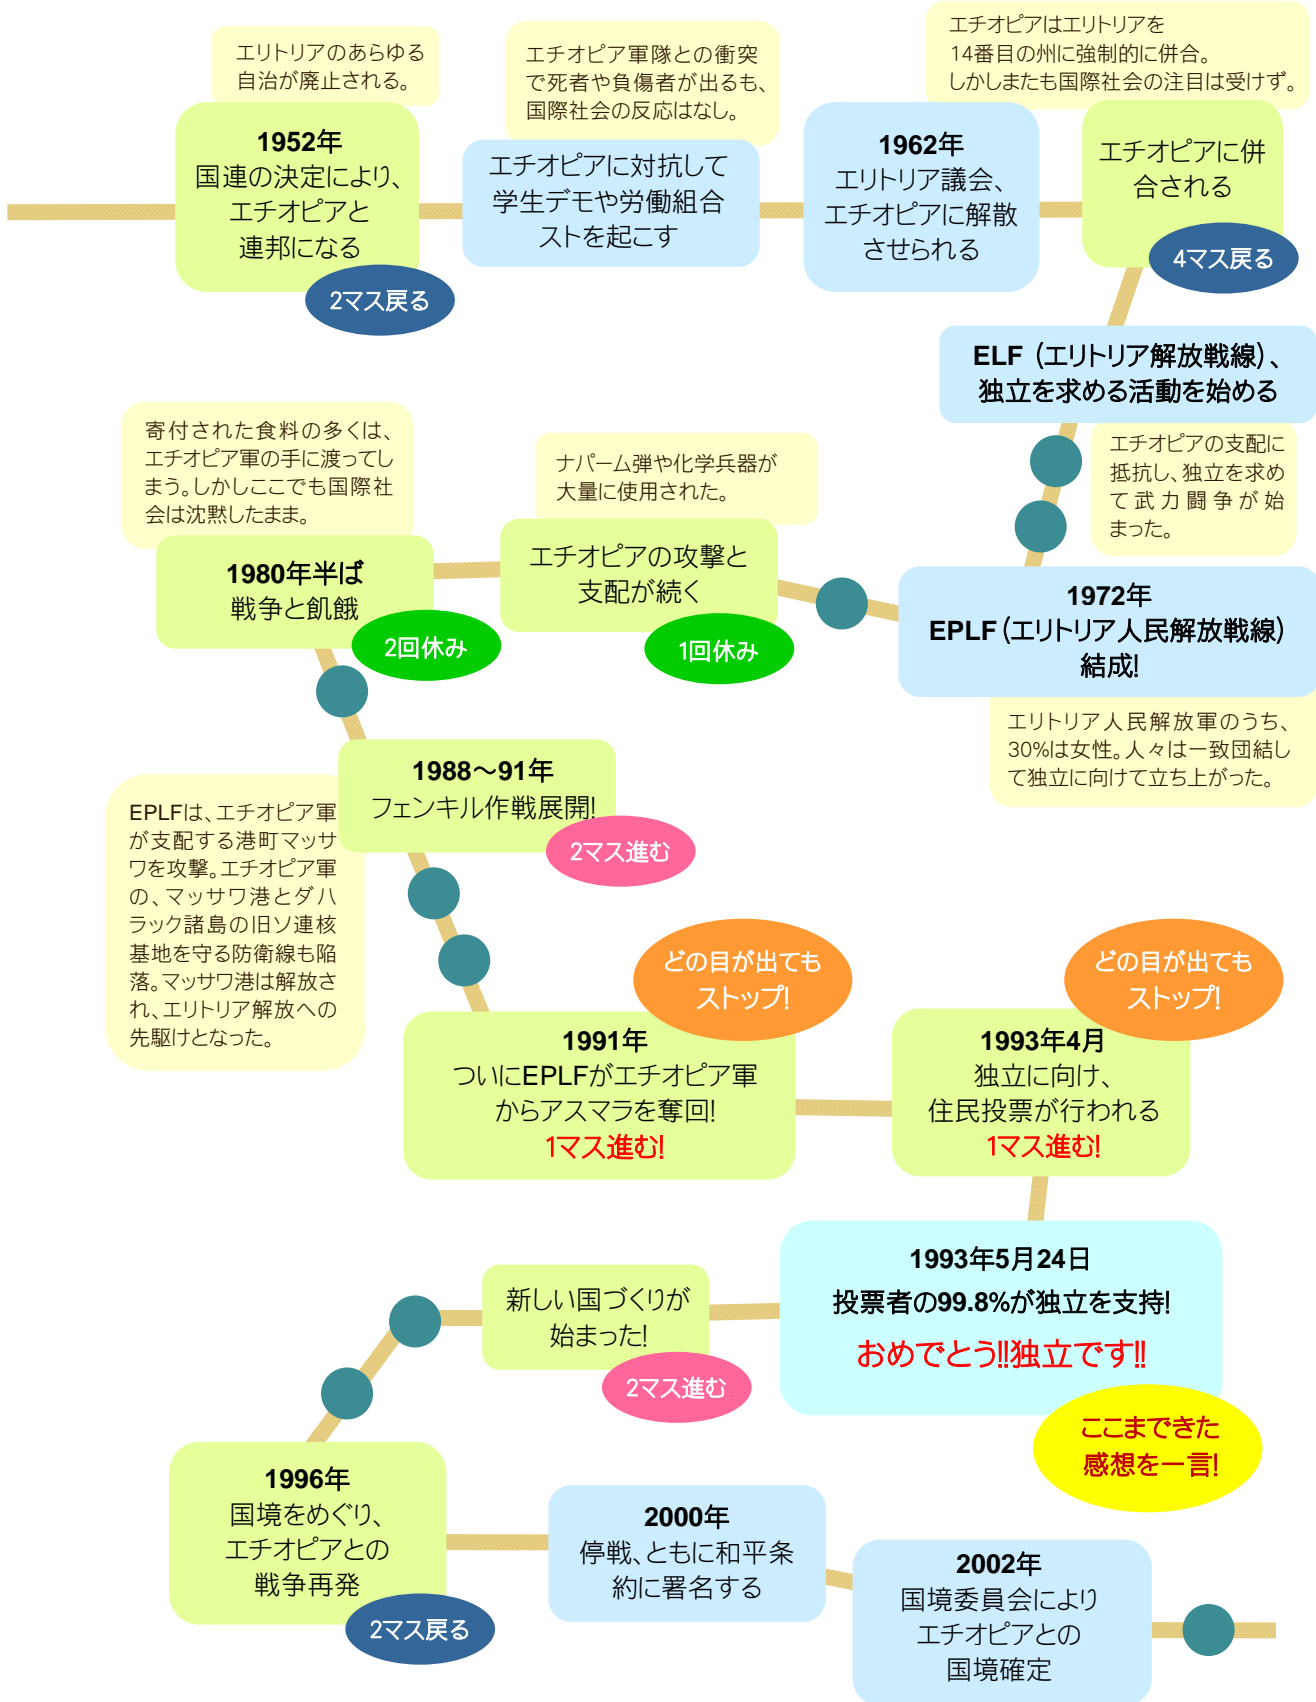 エリトリアのあらゆる
自治が廃止される。
1952年
国連の決定により、
エチオピアと
連邦になる
2マス戻る
エチオピア軍隊との衝突
で死者や負傷者が出るも、
国際社会の反応はなし。
エチオピアに対抗して
学生デモや労働組合
ストを起こす
1962年
エリトリア議会、
エチオピアに解散
させられる
エチオピアはエリトリアを
14番目の州に強制的に併合。
しかしまたも国際社会の注目は受けず。
エチオピアに併
合される
4マス戻る
ELF（エリトリア解放戦線）、
独立を求める活動を始める
エチオピアの支配に
抵抗し、独立を求め
て武力闘争が始
まった。
1972年
EPLF（エリトリア人民解放戦線）
結成!
エリトリア人民解放軍のうち、
30%は女性。人々は一致団結し
て独立に向けて立ち上がった。
ナパーム弾や化学兵器が
大量に使用された。
エチオピアの攻撃と
支配が続く
1回休み
寄付された食料の多くは、
エチオピア軍の手に渡ってし
まう。しかしここでも国際社
会は沈黙したまま。
1980年半ば
戦争と飢餓
2回休み
1988～91年
フェンキル作戦展開!
2マス進む
EPLFは、エチオピア軍
が支配する港町マッサ
ワを攻撃。エチオピア軍
の、マッサワ港とダハ
ラック諸島の旧ソ連核
基地を守る防衛線も陥
落。マッサワ港は解放さ
れ、エリトリア解放への
先駆けとなった。
どの目が出ても
ストップ!
1991年
ついにEPLFがエチオピア軍
からアスマラを奪回!
1マス進む!
どの目が出ても
ストップ!
1993年4月
独立に向け、
住民投票が行われる
1マス進む!
1993年5月24日
投票者の99.8%が独立を支持!
おめでとう!!独立です!!
ここまできた
感想を一言!
新しい国づくりが
始まった!
2マス進む
1996年
国境をめぐり、
エチオピアとの
戦争再発
2マス戻る
2000年
停戦、ともに和平条
約に署名する
2002年
国境委員会により
エチオピアとの
国境確定